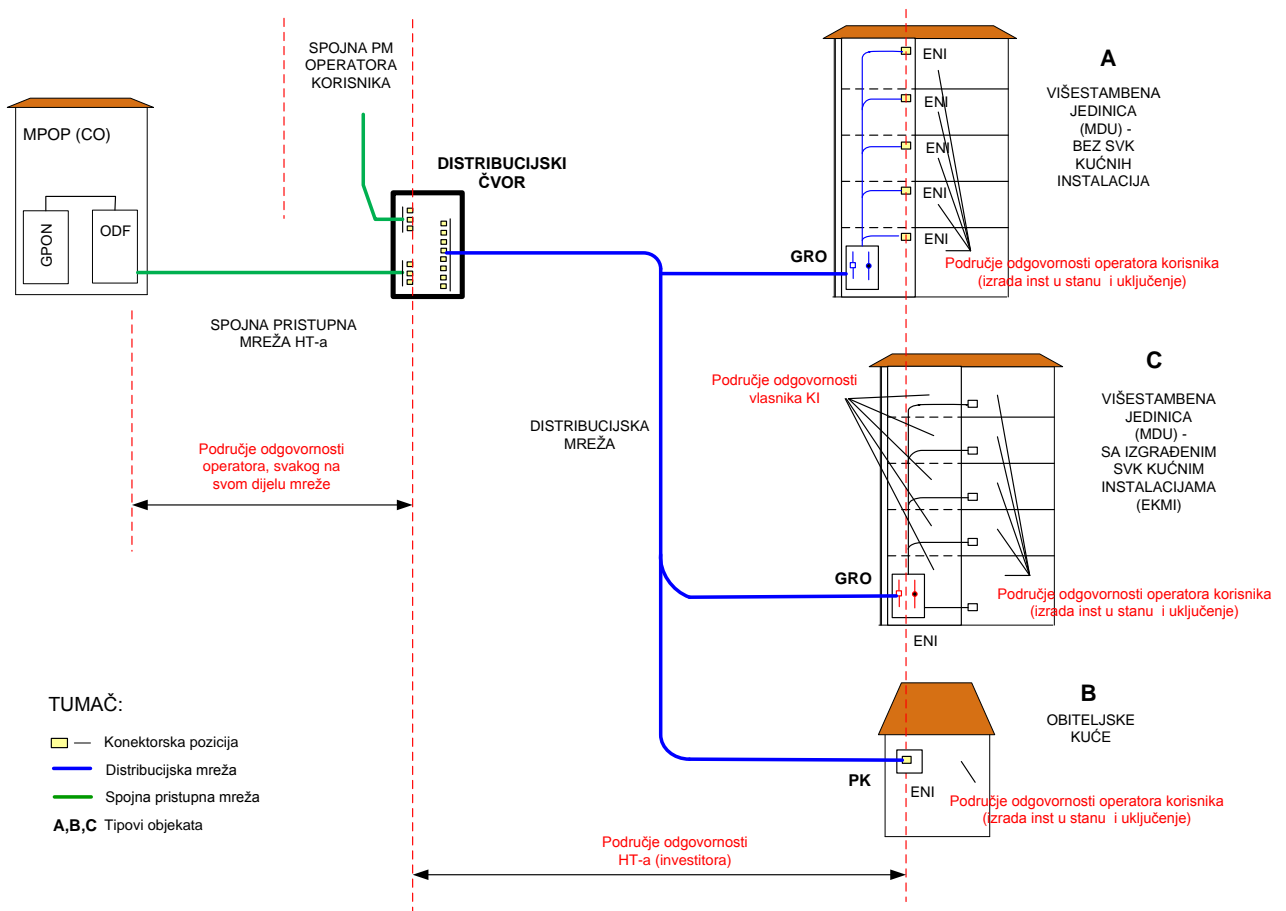 SPOJNA PM
OPERATORA
KORISNIKA
MPOP (CO)
GPON
ODF
DISTRIBUCIJSKI
ČVOR
SPOJNA PRISTUPNA
MREŽA HT-a
Područje odgovornosti
operatora, svakog na
svom dijelu mreže
DISTRIBUCIJSKA
MREŽA
GRO
ENI
ENI
ENI
ENI
ENI
A
VIŠESTAMBENA
JEDINICA
(MDU) -
BEZ SVK
KUĆNIH
INSTALACIJA
Područje odgovornosti operatora korisnika
(izrada inst u stanu i uključenje)
Područje odgovornosti
vlasnika KI
C
VIŠESTAMBENA
JEDINICA
(MDU) -
SA IZGRAĐENIM
SVK KUĆNIM
INSTALACIJAMA
(EKMI)
GRO
ENI
Područje odgovornosti operatora korisnika
(izrada inst u stanu i uključenje)
B
OBITELJSKE
KUĆE
PK
ENI
Područje odgovornosti operatora korisnika
(izrada inst u stanu i uključenje)
TUMAČ:
Konektorska pozicija
Distribucijska mreža
Spojna pristupna mreža
A,B,C Tipovi objekata
Područje odgovornosti
HT-a (investitora)